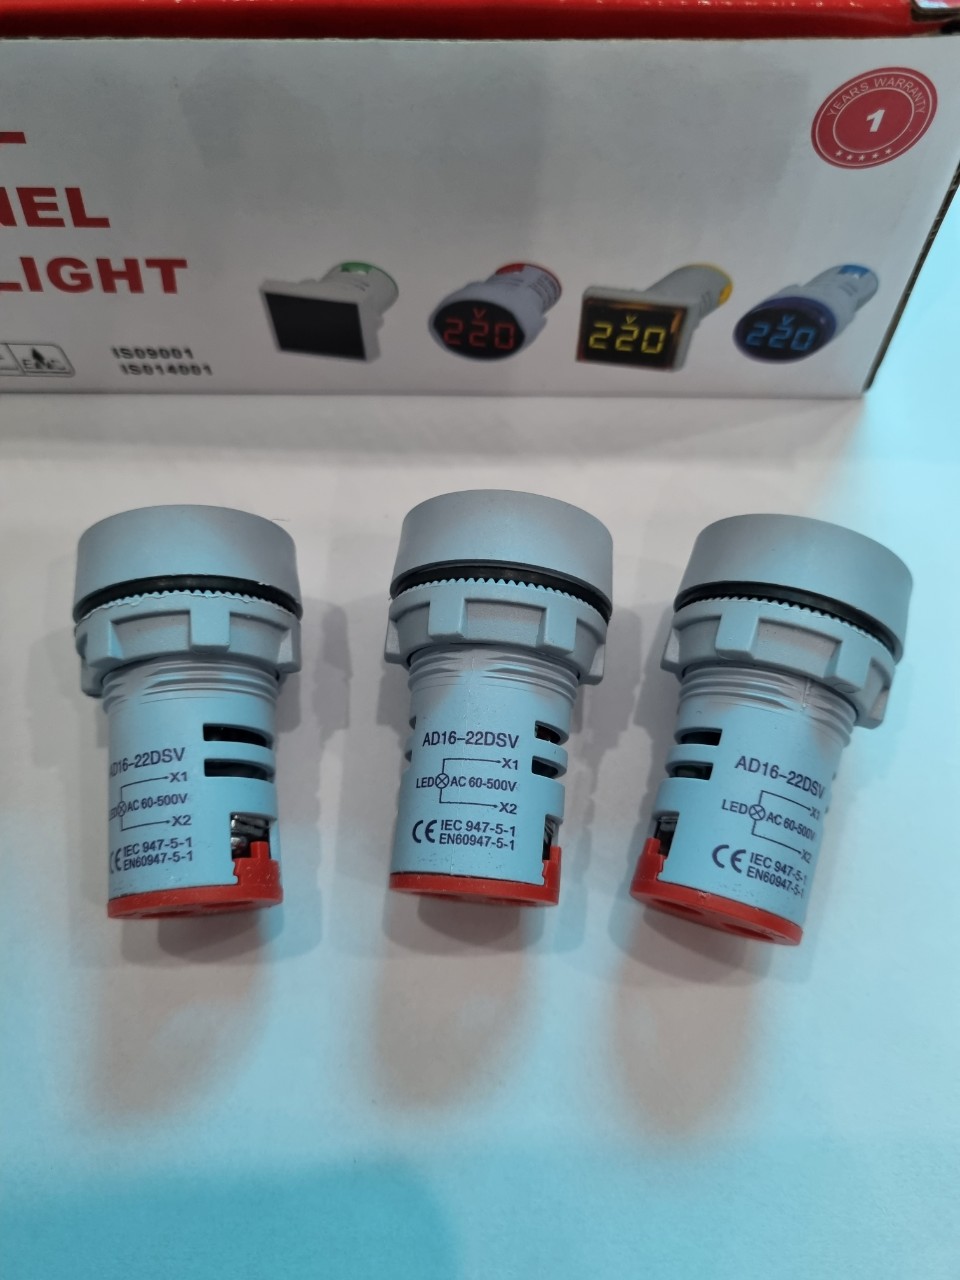 YEARS WARRANTY
1
NEL
LIGHT
ISO9001
ISO14001
V
220
V
220
V
220
AD16-22DSV
X1
LED AC 60-500V
X2
CE IEC 947-5-1
EN60947-5-1
AD16-22DSV
X1
LED AC 60-500V
X2
CE IEC 947-5-1
EN60947-5-1
AD16-22DSV
X1
LED AC 60-500V
X2
CE IEC 947-5-1
EN60947-5-1